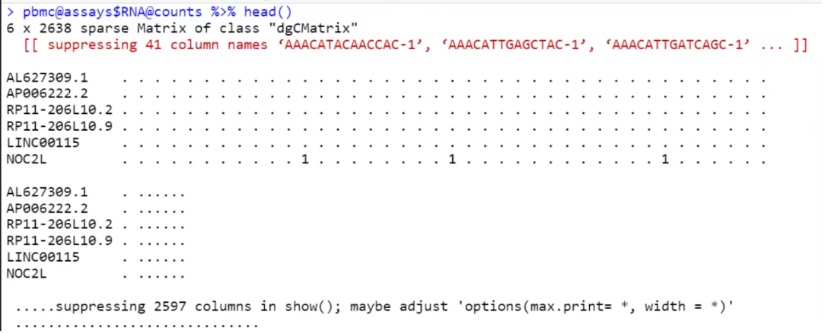 > pbmc@assays$RNA@counts %>% head()
6 x 2638 sparse Matrix of class "dgCMatrix"
[[ suppressing 41 column names ‘AAACATACAACCAC-1’, ‘AAACATTGAGCTAC-1’, ‘AAACATTGATCAGC-1’ ... ]]
AL627309.1 . . . . . . . . . . . . . . . . . . . . . . . . . . . . . . . . . . . . . . . .
AP006222.2 . . . . . . . . . . . . . . . . . . . . . . . . . . . . . . . . . . . . . . . .
RP11-206L10.2 . . . . . . . . . . . . . . . . . . . . . . . . . . . . . . . . . . . . . . . .
RP11-206L10.9 . . . . . . . . . . . . . . . . . . . . . . . . . . . . . . . . . . . . . . . .
LINC00115 . . . . . . . . . . . . . . . . . . . . . . . . . . . . . . . . . . . . . . . .
NOC2L . . . . . . . . . . . 1 . . . . . . . . 1 . . . . . . . . . . . . 1 . . . . . .
AL627309.1 . ......
AP006222.2 . ......
RP11-206L10.2 . ......
RP11-206L10.9 . ......
LINC00115 . ......
NOC2L . ......
.....suppressing 2597 columns in show(); maybe adjust 'options(max.print= *, width = *)'
..............................